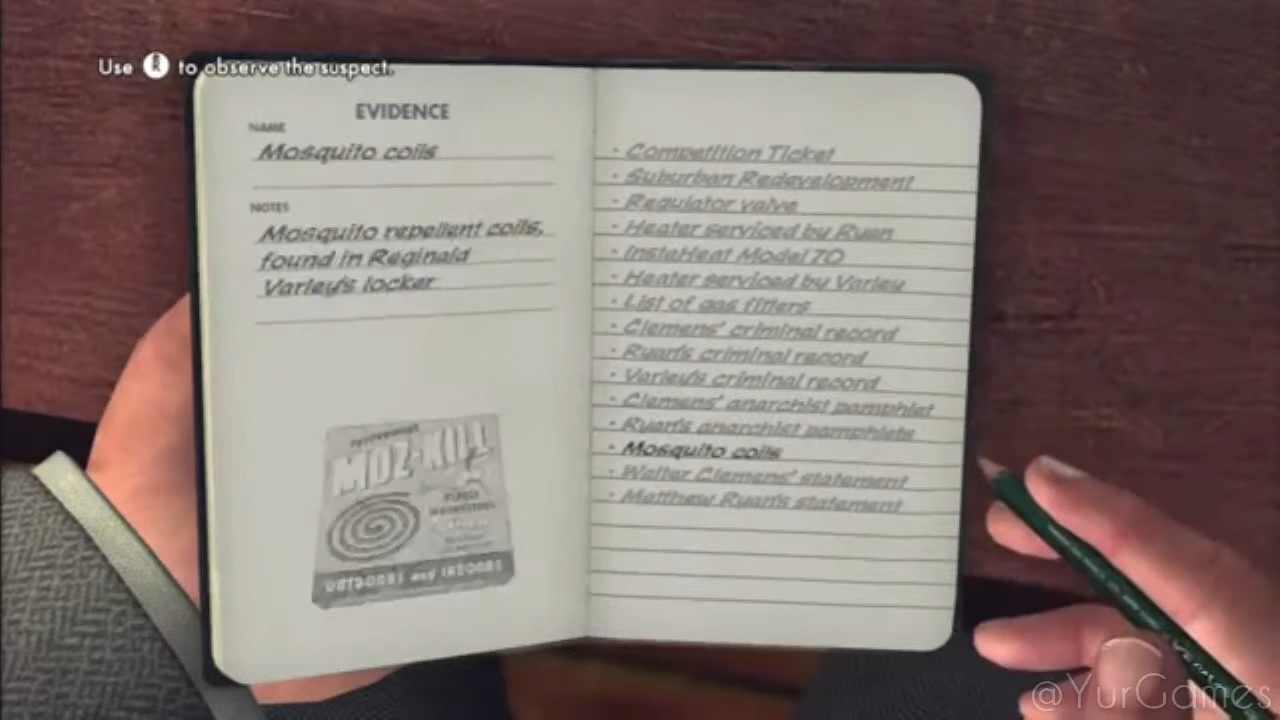 Use R to observe the suspect.
EVIDENCE
NAME
Mosquito coils
NOTES
Mosquito repellent coils,
found in Reginald
Varley's locker
MOZ-KILL
OUTDOORS and INDOORS
· Competition Ticket
· Suburban Redevelopment
· Regulator valve
· Heater serviced by Ryan
· InstaHeat Model 70
· Heater serviced by Varley
· List of gas fitters
· Clemens' criminal record
· Ryan's criminal record
· Varley's criminal record
· Clemens' anarchist pamphlet
· Ryan's anarchist pamphlets
· Mosquito coils
· Walter Clemens' statement
· Matthew Ryan's statement
@YurGames